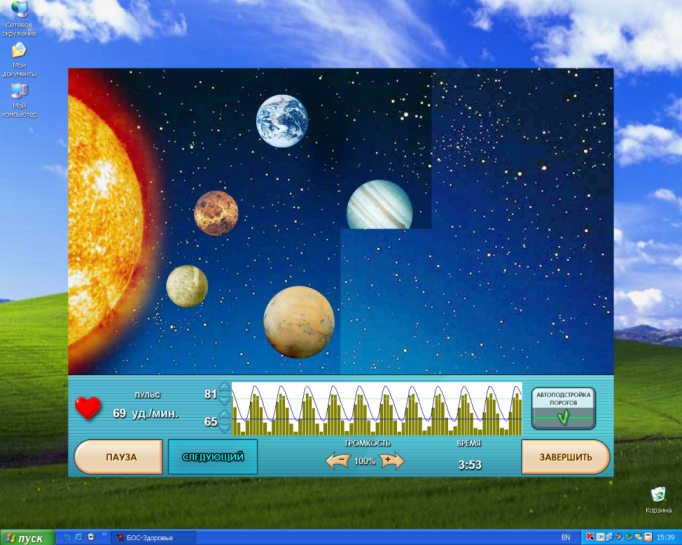 Сетевое
окружение
Мои
документы
Мой
компьютер
ПУЛЬС
69 уд./мин.
81
65
АВТОПОДСТРОЙКА
ПОРОГОВ
ПАУЗА
СЛЕДУЮЩИЙ
ГРОМКОСТЬ
100%
ВРЕМЯ
3:53
ЗАВЕРШИТЬ
Корзина
пуск
БОС-Здоровье
EN
15:39